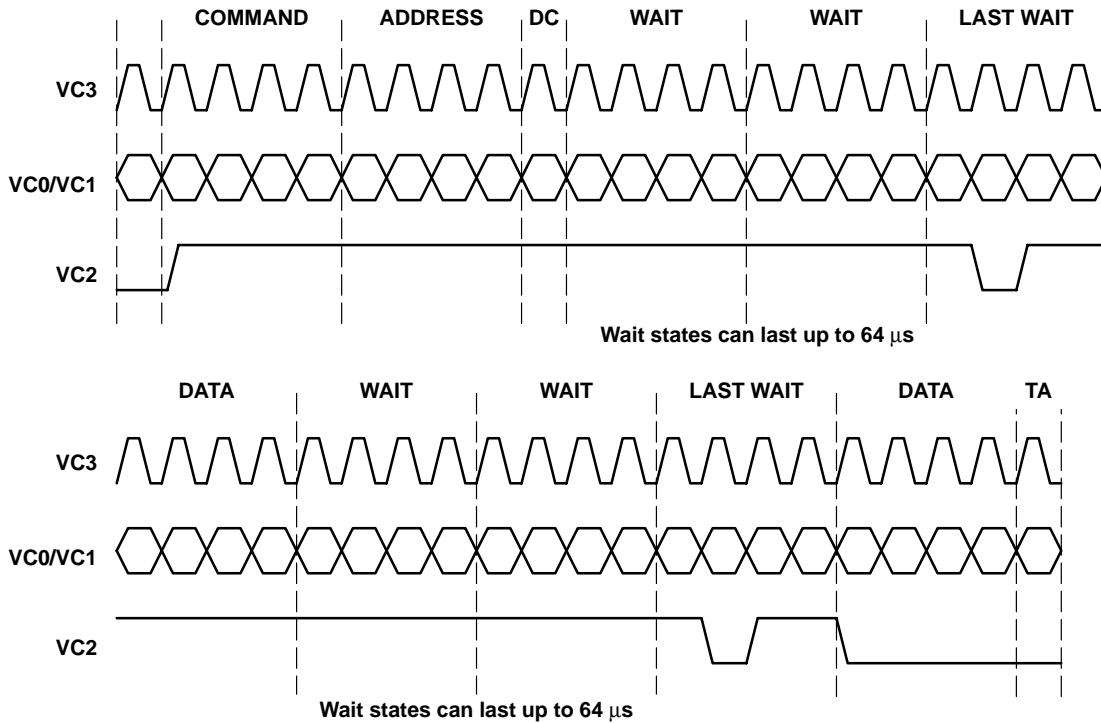 COMMAND ADDRESS DC WAIT WAIT LAST WAIT
VC3
VC0/VC1
VC2
Wait states can last up to 64 μs
DATA WAIT WAIT LAST WAIT DATA TA
VC3
VC0/VC1
VC2
Wait states can last up to 64 μs